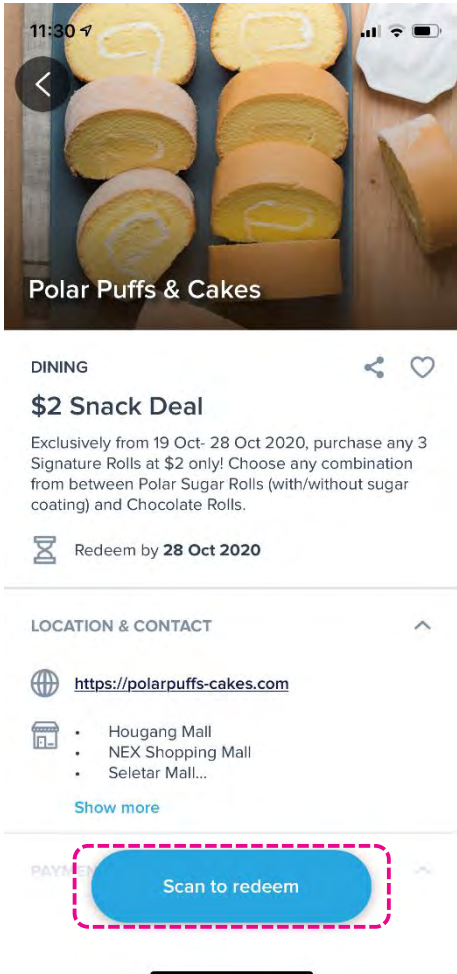 11:30
Polar Puffs & Cakes
DINING
$2 Snack Deal
Exclusively from 19 Oct- 28 Oct 2020, purchase any 3
Signature Rolls at $2 only! Choose any combination
from between Polar Sugar Rolls (with/without sugar
coating) and Chocolate Rolls.
Redeem by 28 Oct 2020
LOCATION & CONTACT
https://polarpuffs-cakes.com
• Hougang Mall
• NEX Shopping Mall
• Seletar Mall...
Show more
Scan to redeem